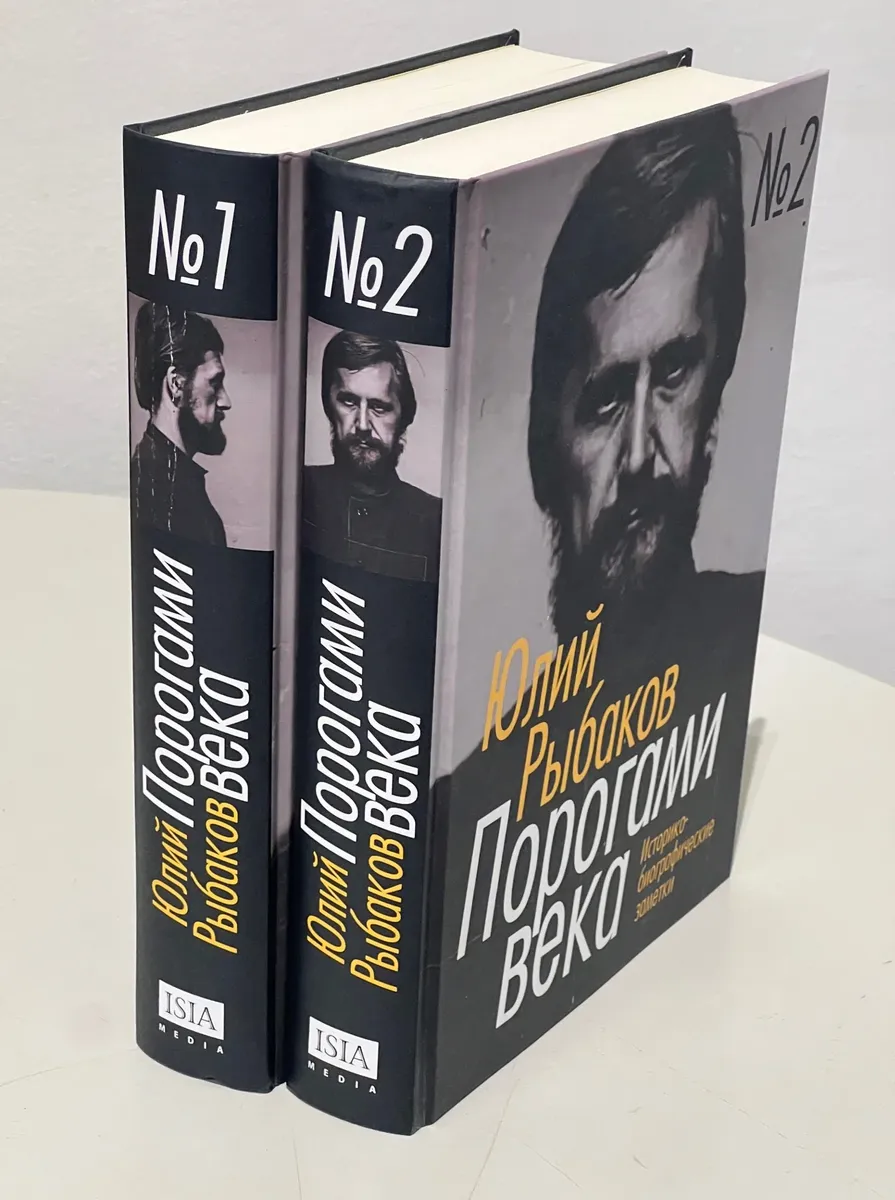 №1
Юлий
Рыбаков
Порогами
века
ISIA
MEDIA
№2
Юлий
Рыбаков
Порогами
века
ISIA
MEDIA
№2
Юлий
Рыбаков
Порогами
века
Историко-
биографические
заметки